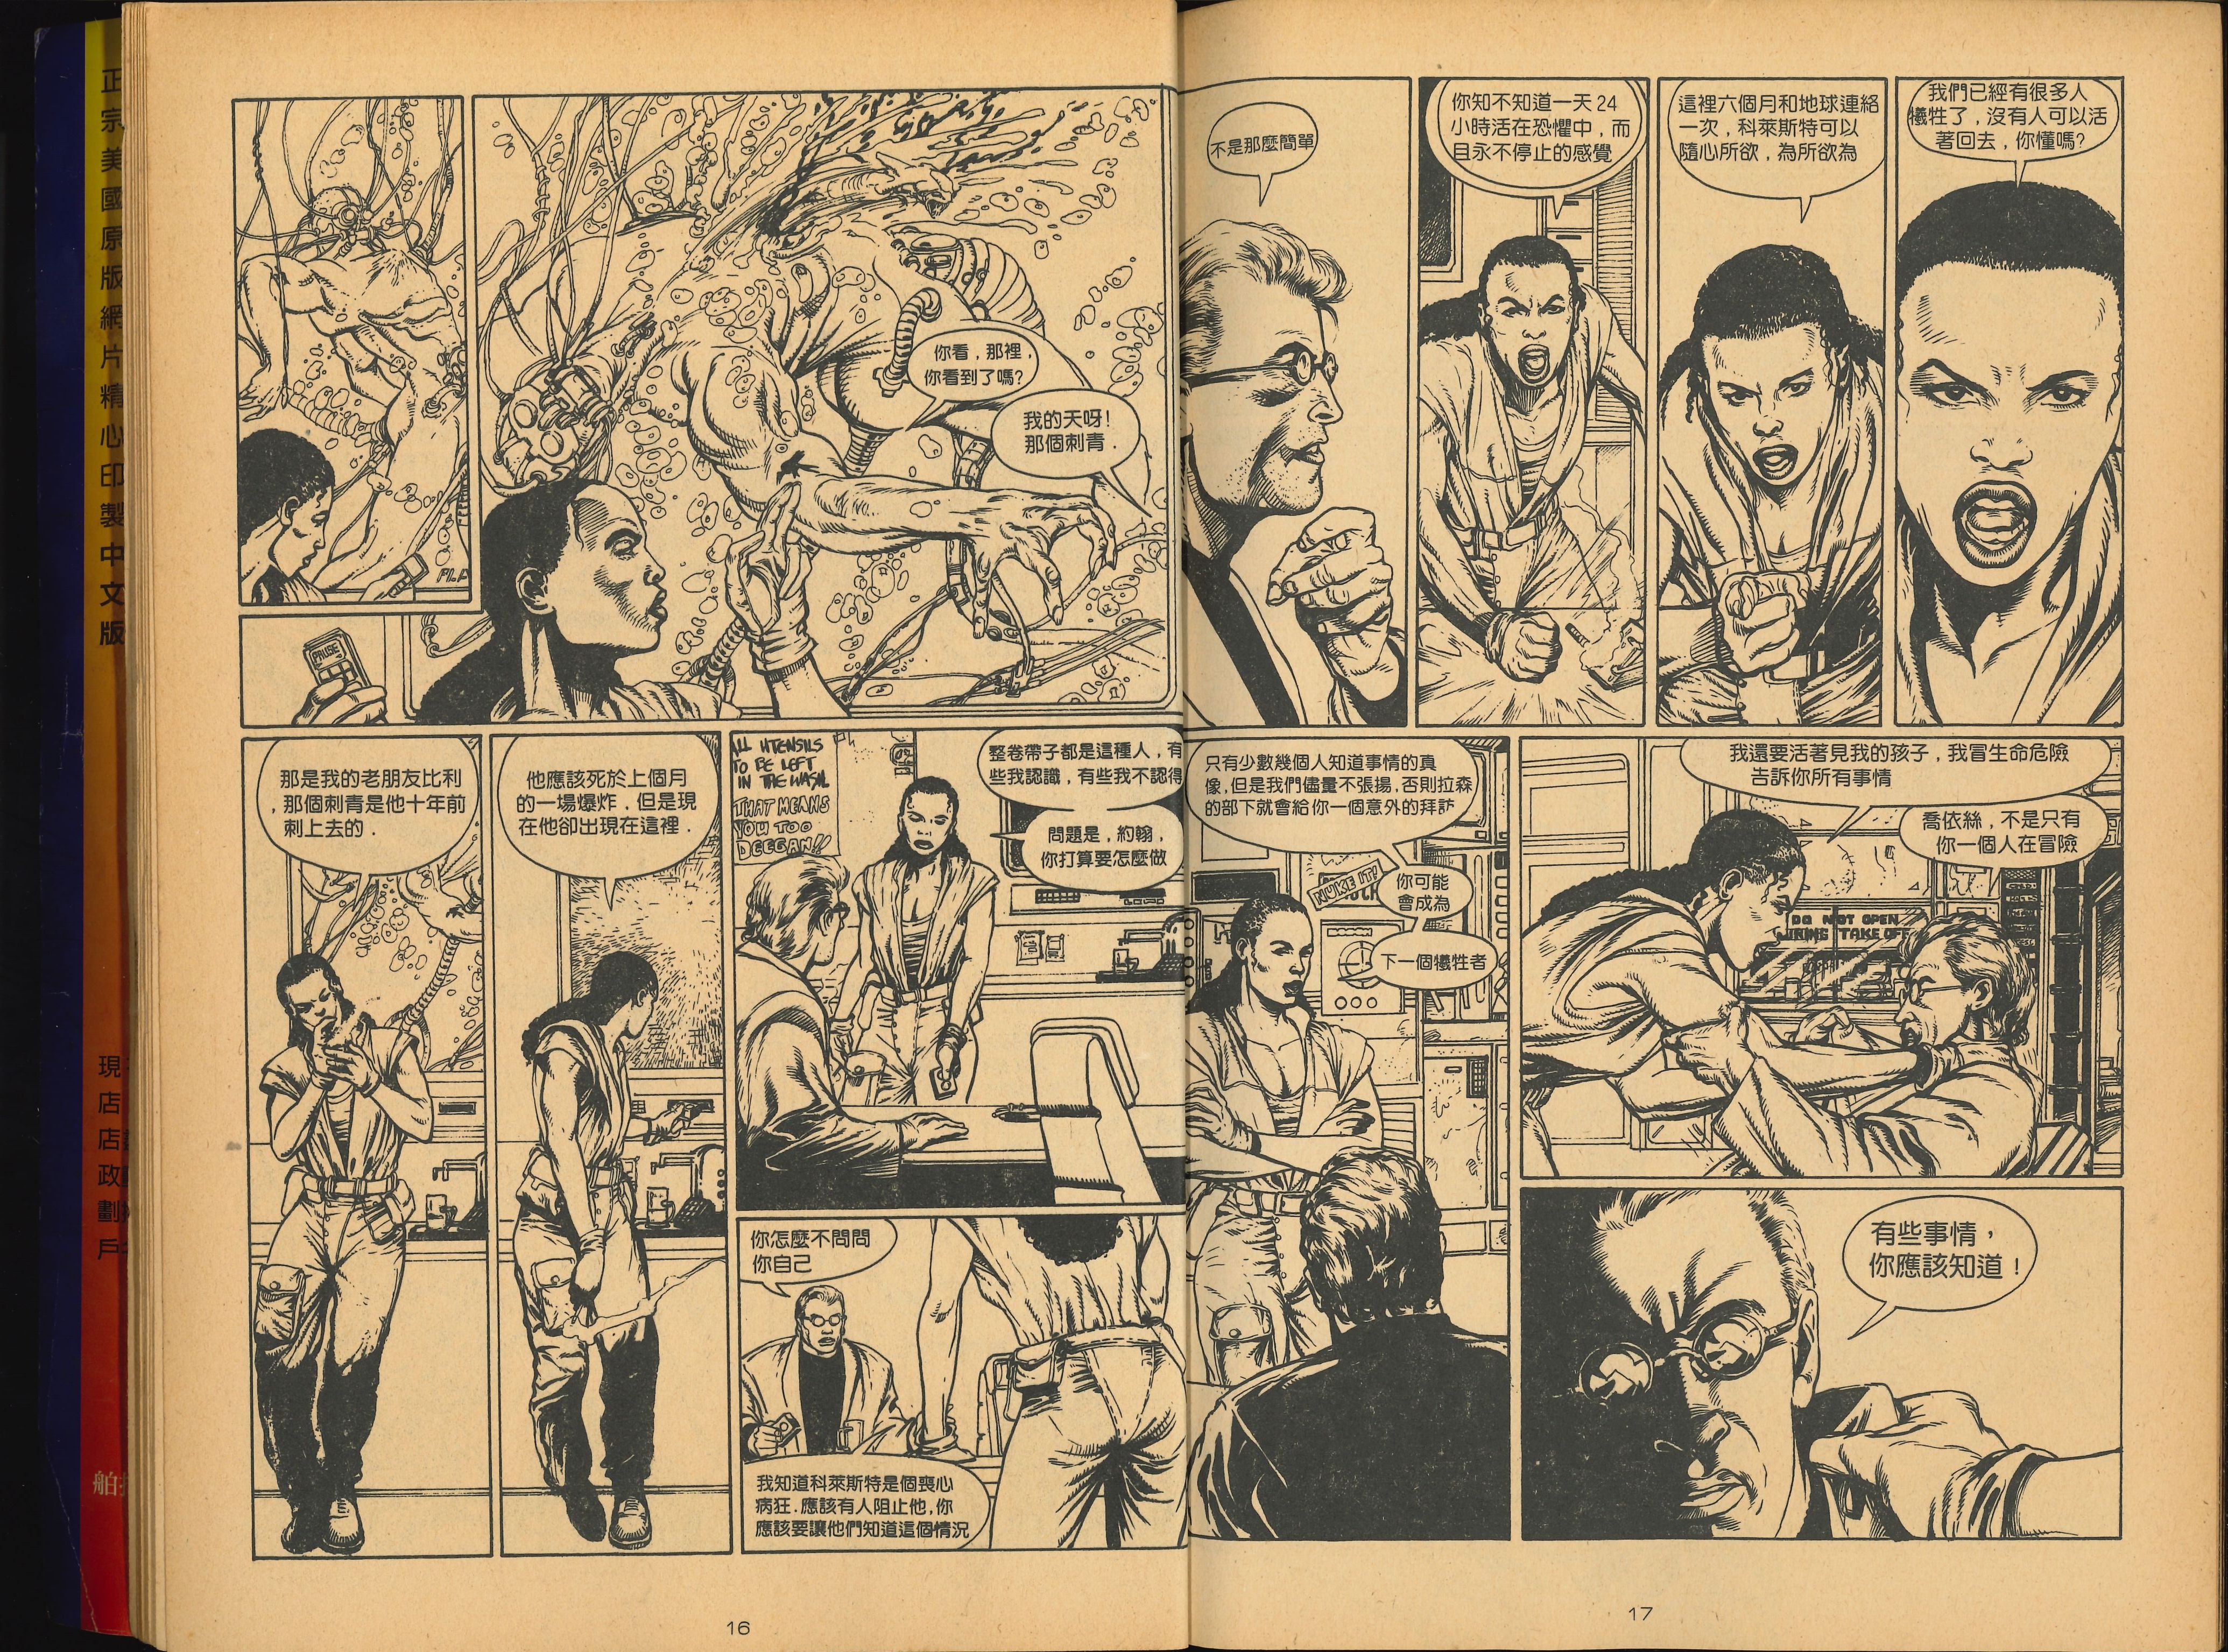 正宗美國原版網片精心印製中文版
現
店
店
政
劃
戶
舶
你看，那裡，
你看到了嗎?
我的天呀!
那個刺青．
PAUSE
那是我的老朋友比利
，那個刺青是他十年前
刺上去的．
他應該死於上個月
的一場爆炸．但是現
在他卻出現在這裡．
ALL UTENSILS
TO BE LEFT
IN THE WASH
THAT MEANS
YOU TOO
DEEGAN!!
整卷帶子都是這種人，有
些我認識，有些我不認得
問題是，約翰，
你打算要怎麼做
你怎麼不問問
你自己
我知道科萊斯特是個喪心
病狂．應該有人阻止他，你
應該要讓他們知道這個情況
16
不是那麼簡單
你知不知道一天24
小時活在恐懼中，而
且永不停止的感覺
這裡六個月和地球連絡
一次，科萊斯特可以
隨心所欲，為所欲為
我們已經有很多人
犧牲了，沒有人可以活
著回去，你懂嗎?
只有少數幾個人知道事情的真
像，但是我們儘量不張揚，否則拉森
的部下就會給你一個意外的拜訪
NUKE IT!
你可能
會成為
下一個犧牲者
我還要活著見我的孩子，我冒生命危險
告訴你所有事情
喬依絲，不是只有
你一個人在冒險
DO NOT OPEN
DURING TAKE OFF
有些事情，
你應該知道!
17